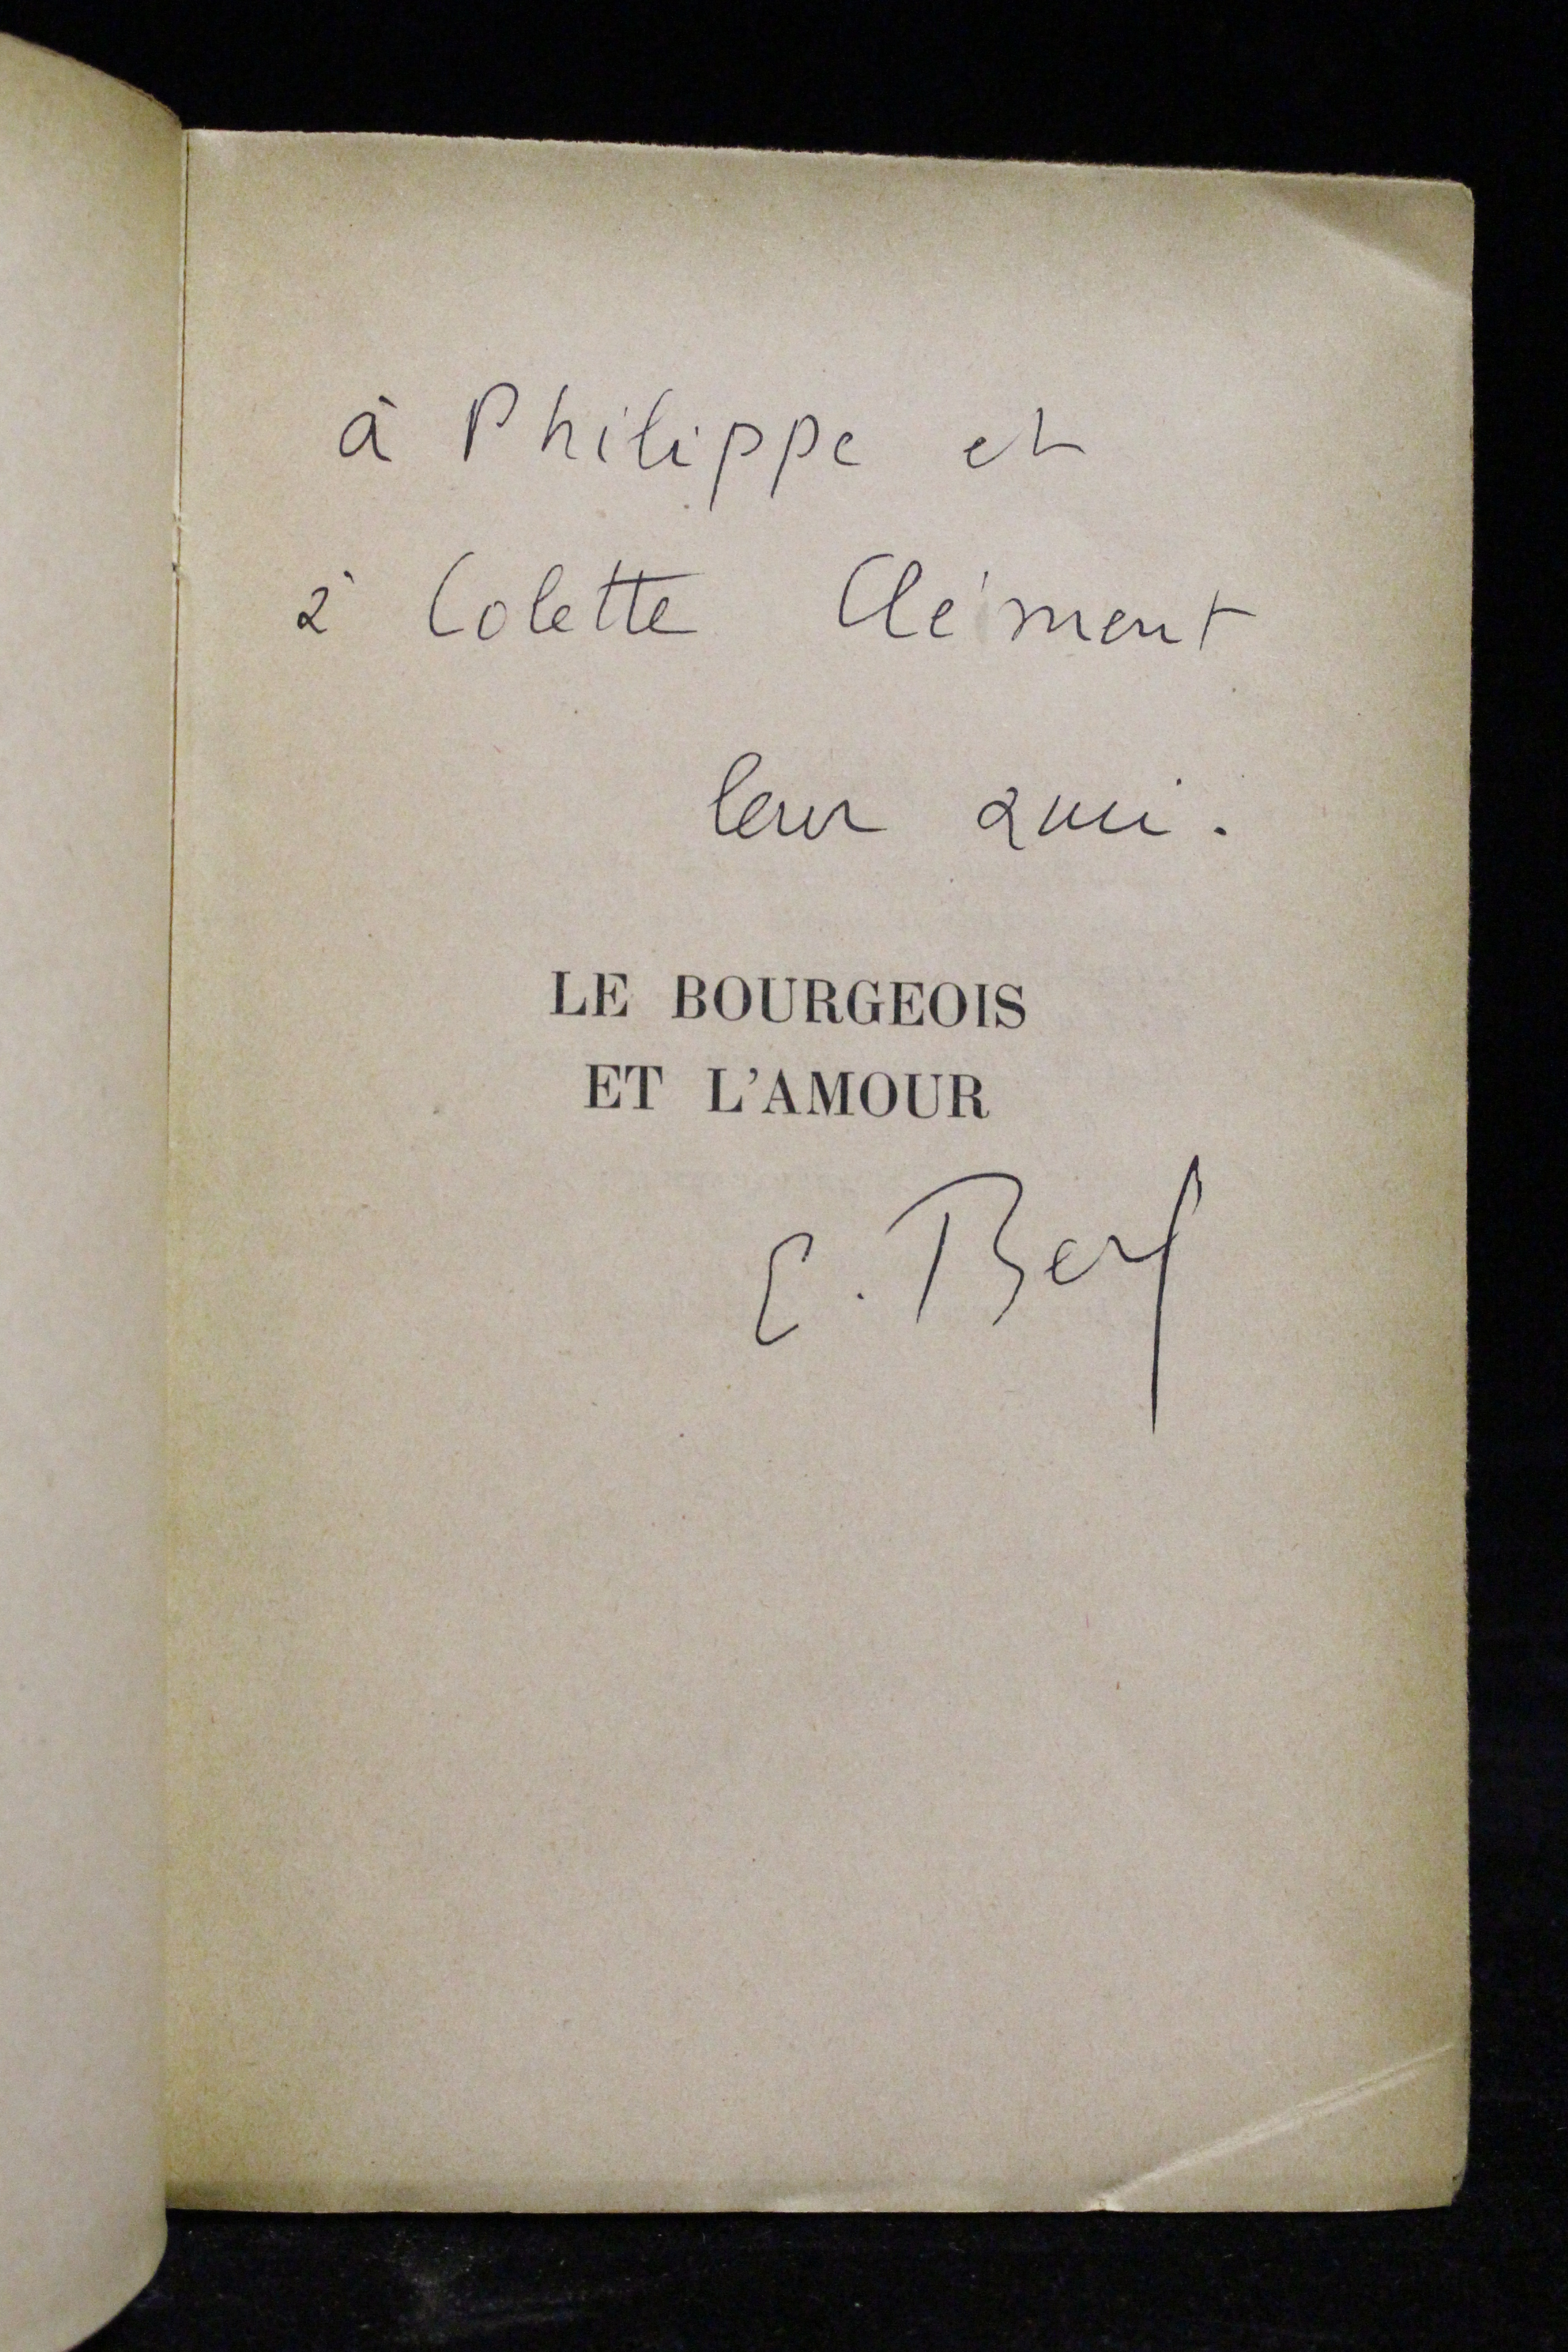 à Philippe et
à Colette Clément
leur ami.
LE BOURGEOIS
ET L'AMOUR
E. Berl